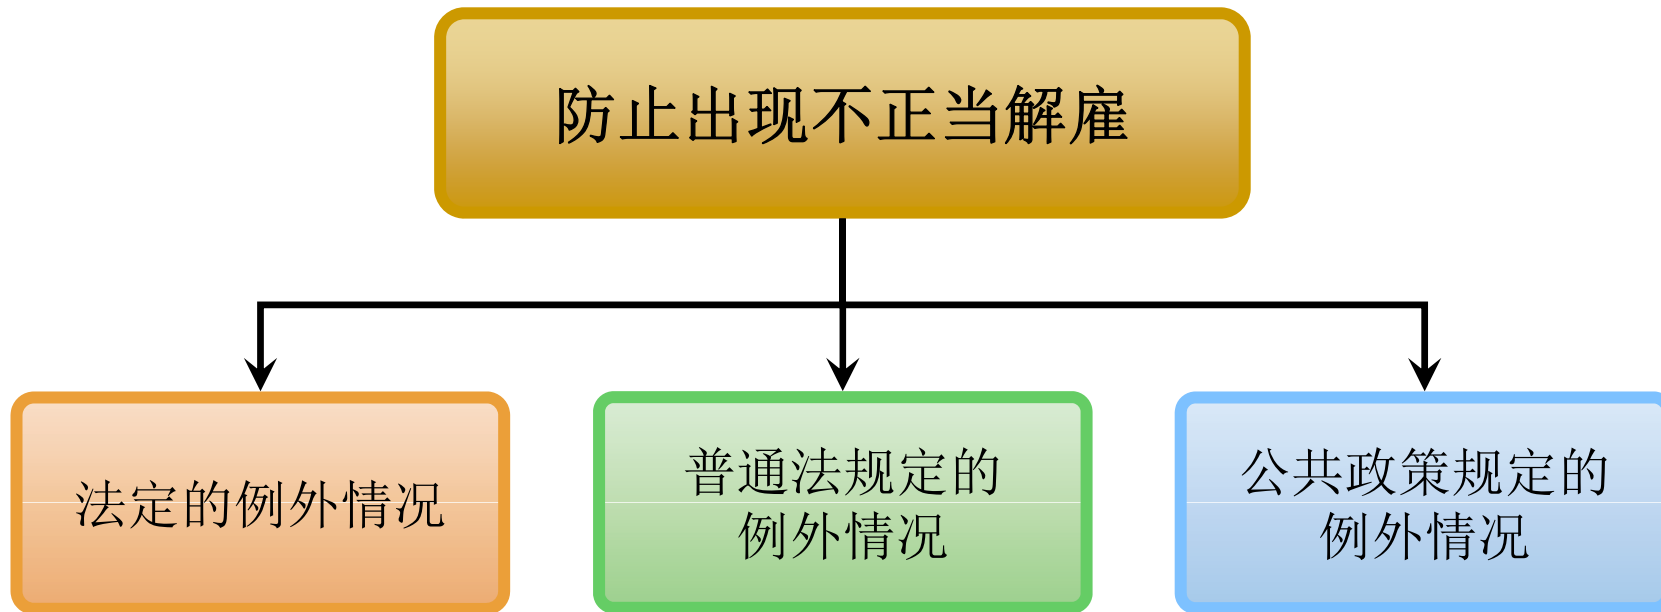 防止出现不正当解雇
法定的例外情况
普通法规定的
例外情况
公共政策规定的
例外情况